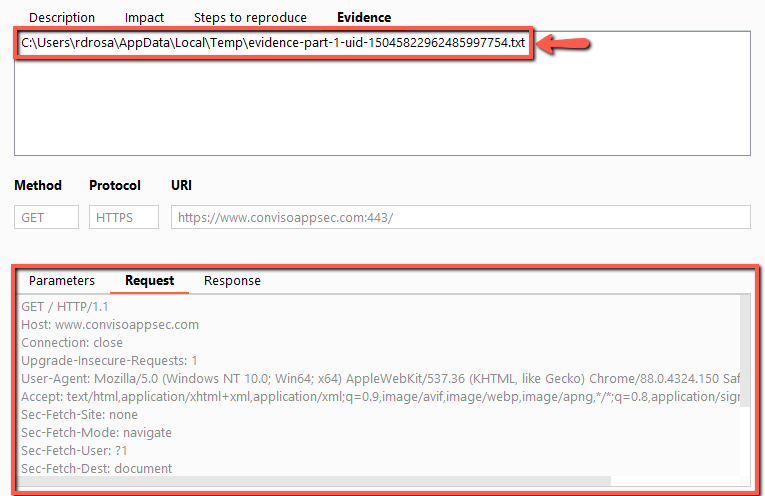 Description Impact Steps to reproduce Evidence
C:\Users\rdrosa\AppData\Local\Temp\evidence-part-1-uid-15045822962485997754.txt
Method Protocol URI
GET HTTPS https://www.convisoappsec.com:443/
Parameters Request Response
GET / HTTP/1.1
Host: www.convisoappsec.com
Connection: close
Upgrade-Insecure-Requests: 1
User-Agent: Mozilla/5.0 (Windows NT 10.0; Win64; x64) AppleWebKit/537.36 (KHTML, like Gecko) Chrome/88.0.4324.150 Saf
Accept: text/html,application/xhtml+xml,application/xml;q=0.9,image/avif,image/webp,image/apng,*/*;q=0.8,application/sign
Sec-Fetch-Site: none
Sec-Fetch-Mode: navigate
Sec-Fetch-User: ?1
Sec-Fetch-Dest: document